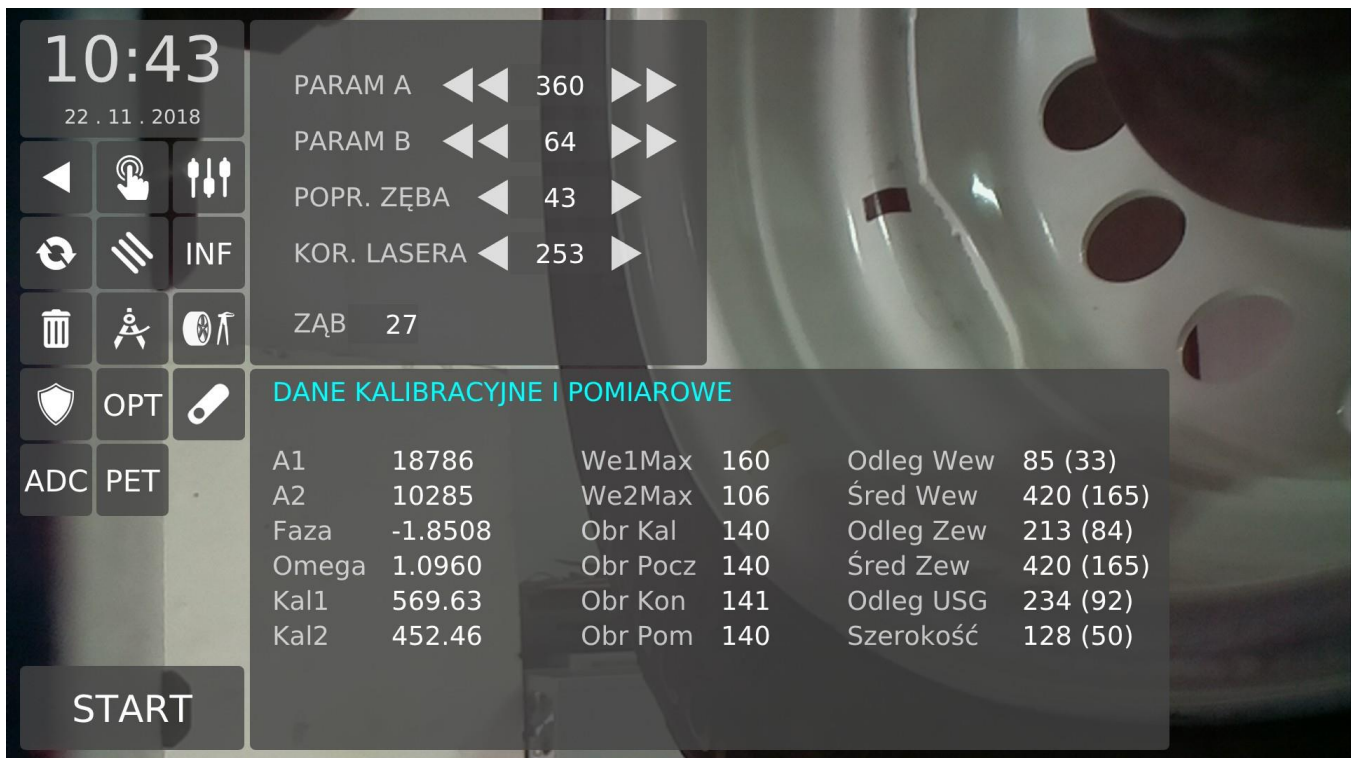 10:43
22 . 11 . 2018
INF
OPT
ADC PET
START
PARAM A 360
PARAM B 64
POPR. ZĘBA 43
KOR. LASERA 253
ZĄB 27
DANE KALIBRACYJNE I POMIAROWE
A1 18786 We1Max 160 Odleg Wew 85 (33)
A2 10285 We2Max 106 Śred Wew 420 (165)
Faza -1.8508 Obr Kal 140 Odleg Zew 213 (84)
Omega 1.0960 Obr Pocz 140 Śred Zew 420 (165)
Kal1 569.63 Obr Kon 141 Odleg USG 234 (92)
Kal2 452.46 Obr Pom 140 Szerokość 128 (50)